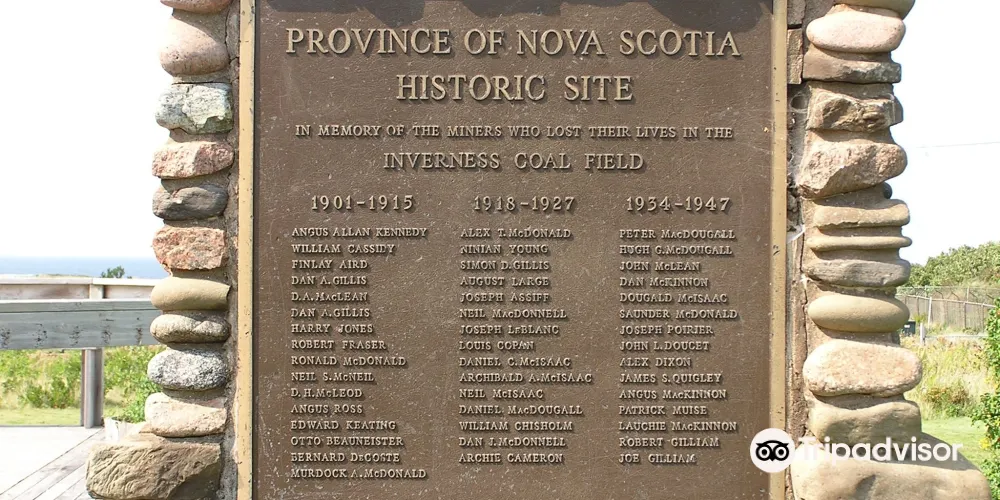 PROVINCE OF NOVA SCOTIA
HISTORIC SITE
IN MEMORY OF THE MINERS WHO LOST THEIR LIVES IN THE
INVERNESS COAL FIELD
1901-1915
ANGUS ALLAN KENNEDY
WILLIAM CASSIDY
FINLAY AIRD
DAN A. GILLIS
D.A. MACLEAN
DAN A. GILLIS
HARRY JONES
ROBERT FRASER
RONALD MCDONALD
NEIL S. MCNEIL
D. H. MCLEOD
ANGUS ROSS
EDWARD KEATING
OTTO BEAUNEISTER
BERNARD DECOSTE
MURDOCK A. MCDONALD
1918-1927
ALEX T. MCDONALD
NINIAN YOUNG
SIMON D. GILLIS
AUGUST LARGE
JOSEPH ASSIFF
NEIL MACDONNELL
JOSEPH LEBLANC
LOUIS COPAN
DANIEL C. MCISAAC
ARCHIBALD A. MCISAAC
NEIL MCISAAC
DANIEL MACDOUGALL
WILLIAM CHISHOLM
DAN J. MCDONNELL
ARCHIE CAMERON
1934-1947
PETER MACDOUGALL
HUGH G. MCDOUGALL
JOHN MCLEAN
DAN MCKINNON
DOUGALD MCISAAC
SAUNDER MCDONALD
JOSEPH POIRIER
JOHN L. DOUCET
ALEX DIXON
JAMES S. QUIGLEY
ANGUS MACKINNON
PATRICK MUISE
LAUCHIE MACKINNON
ROBERT GILLIAM
JOE GILLIAM
Tripadvisor